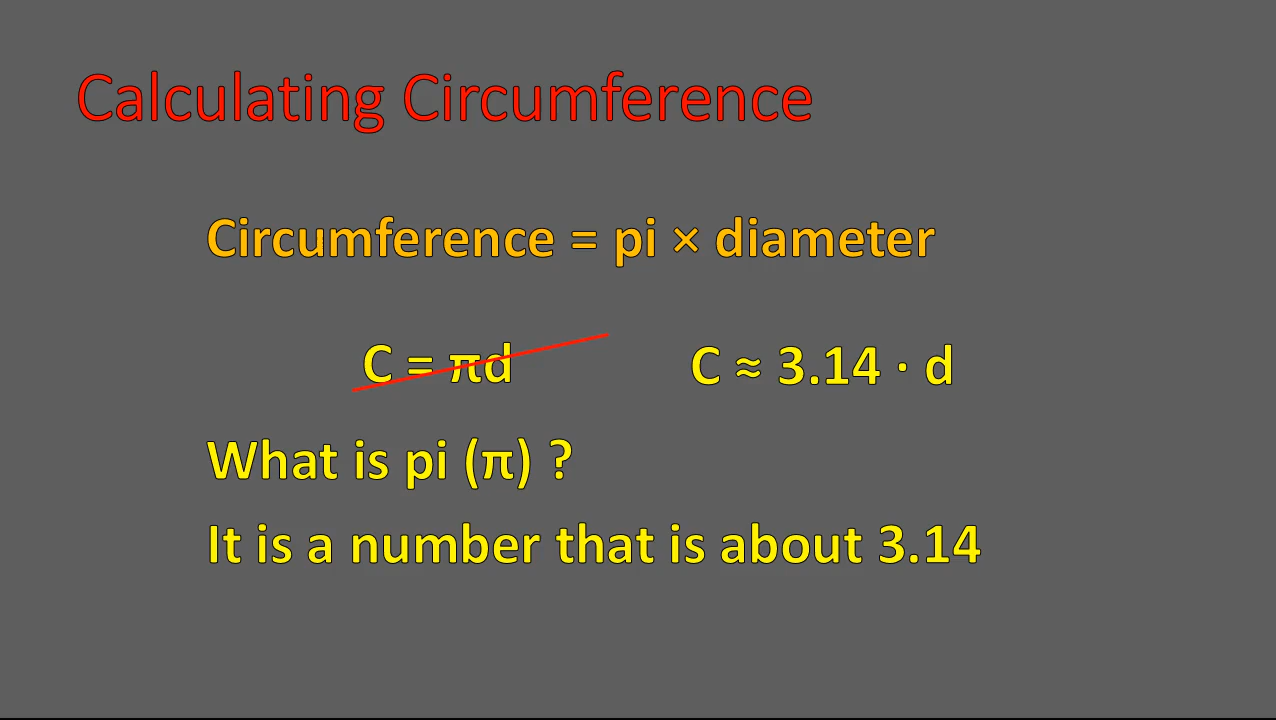 Calculating Circumference
Circumference = pi × diameter
C = πd C ≈ 3.14 · d
What is pi (π) ?
It is a number that is about 3.14